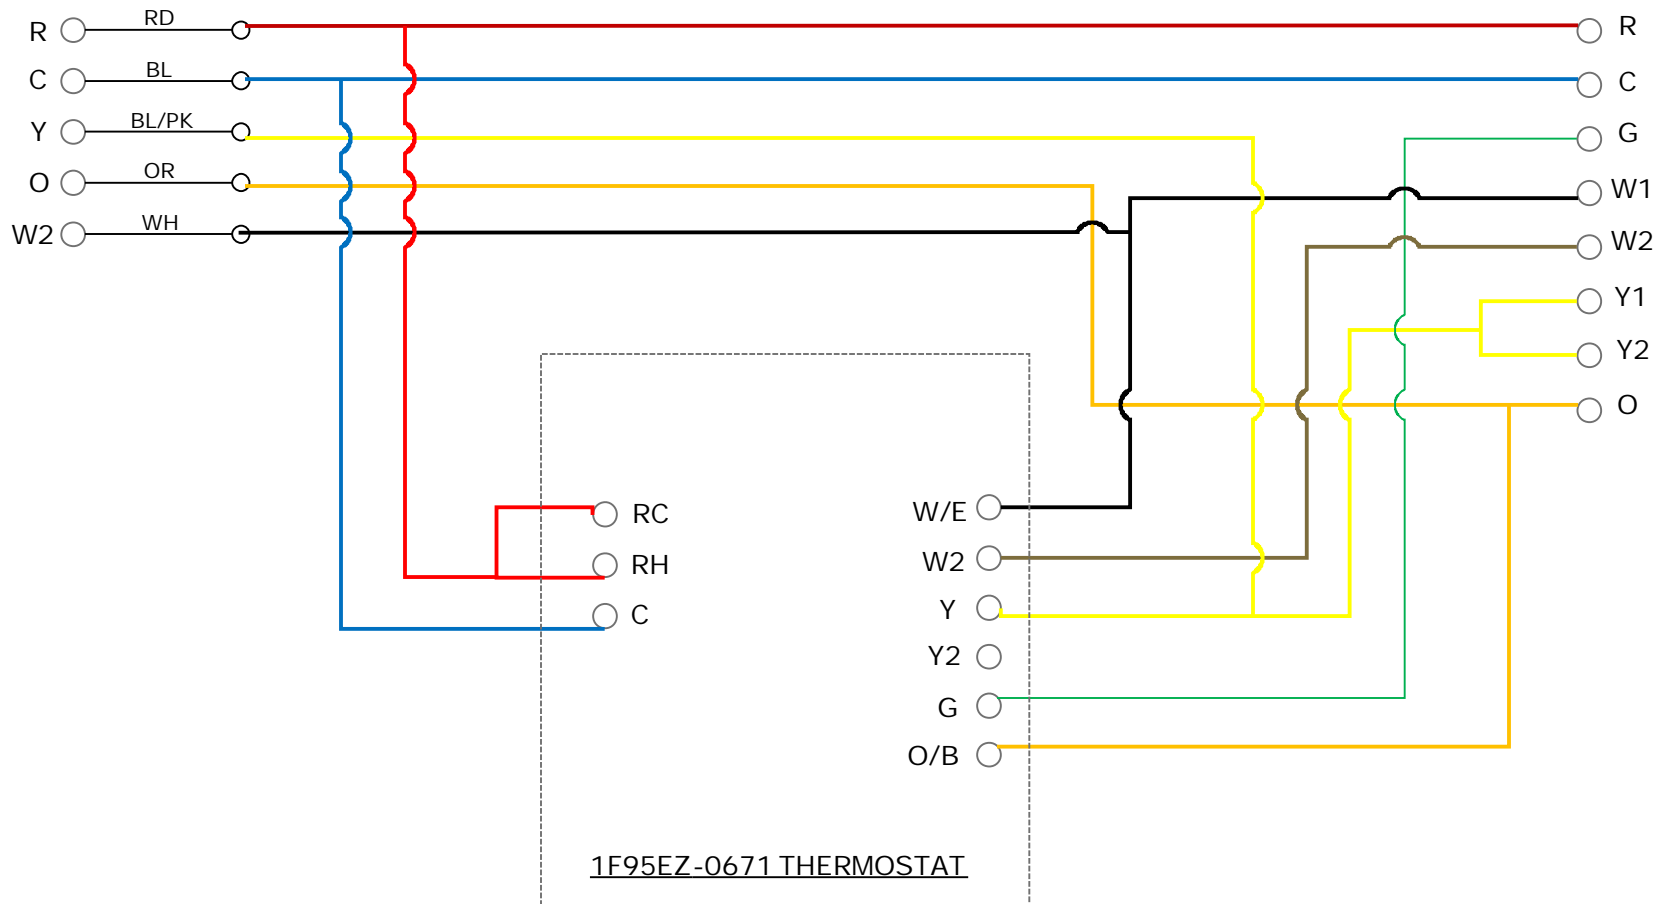 R RD R
C BL C
Y BL/PK G
O OR W1
W2 WH W2
Y1
Y2
O
RC W/E
RH W2
C Y
Y2
G
O/B
1F95EZ-0671 THERMOSTAT